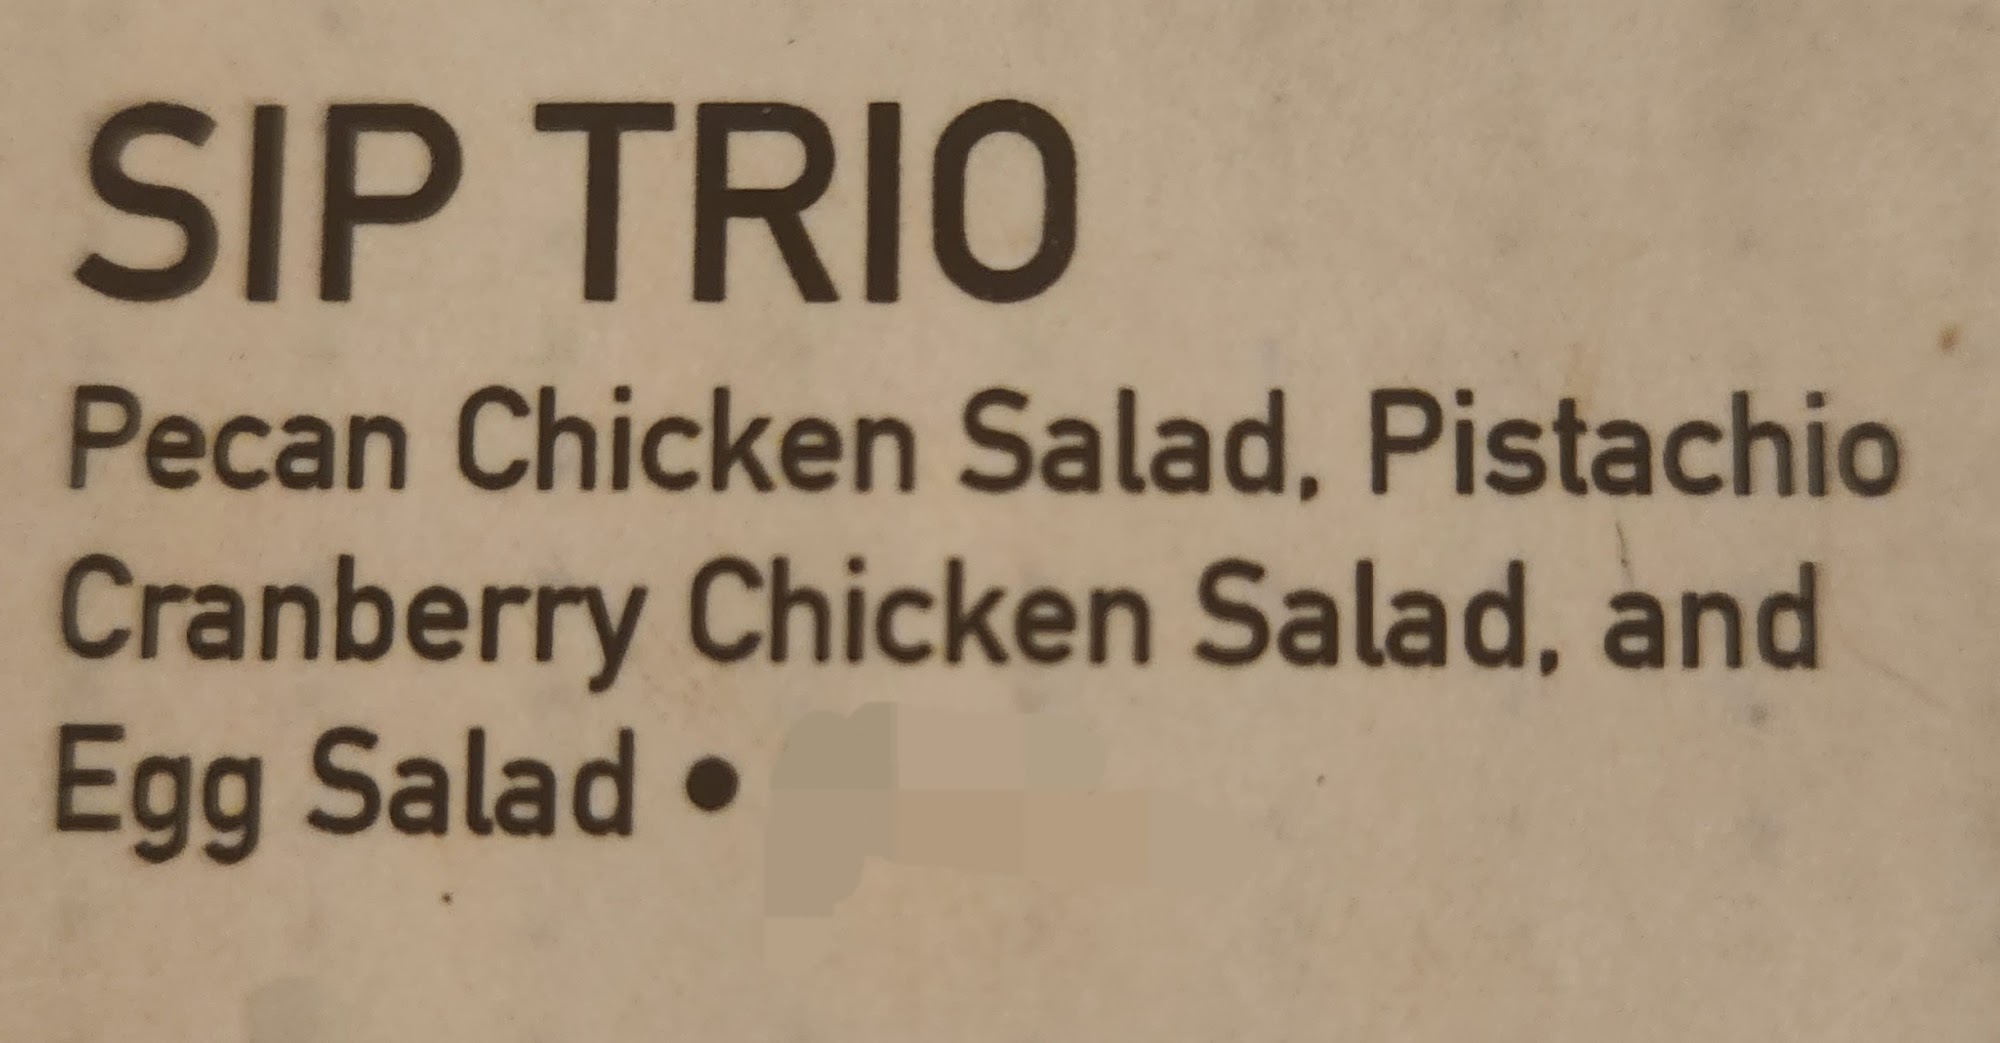 SIP TRIO
Pecan Chicken Salad, Pistachio
Cranberry Chicken Salad, and
Egg Salad •